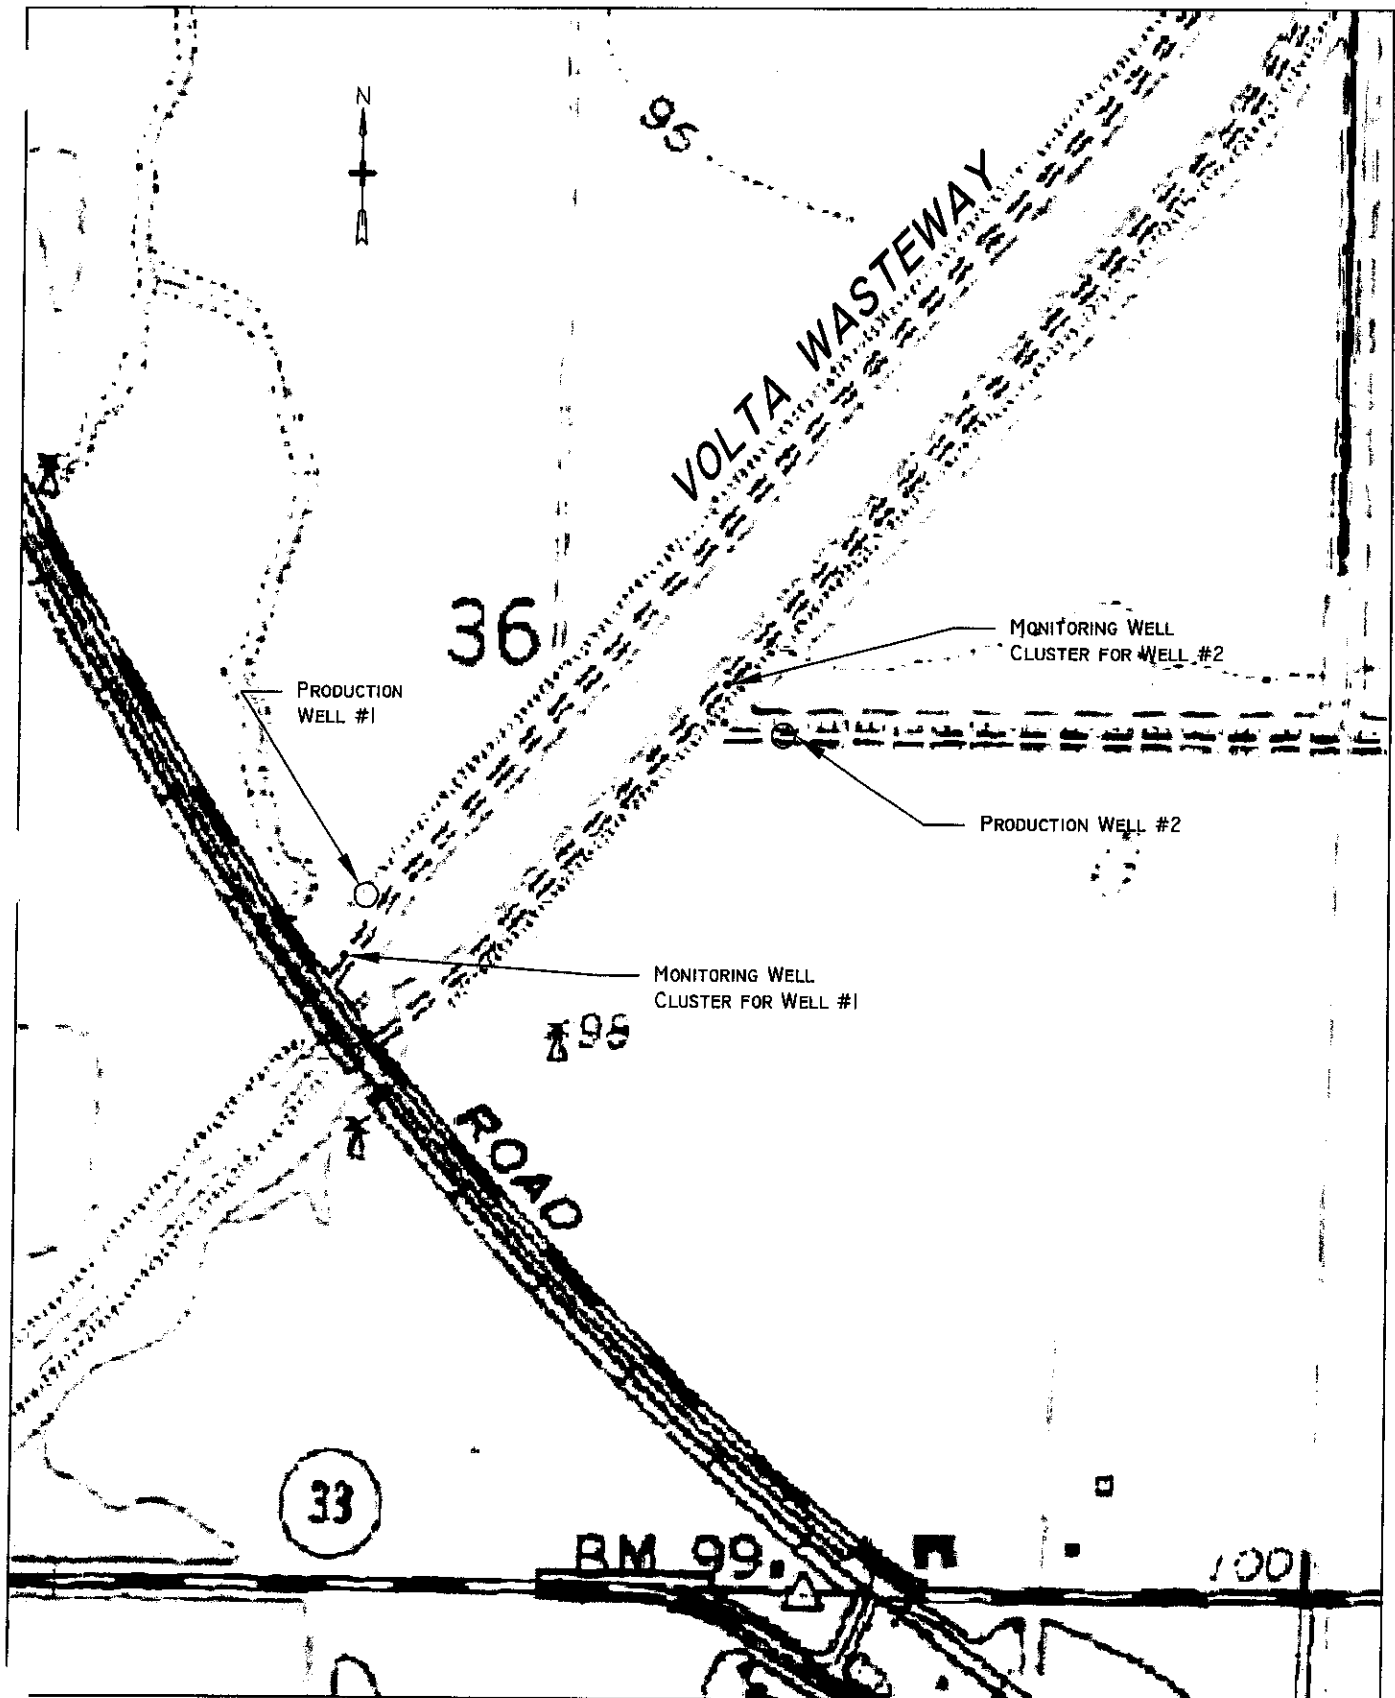 N
95
VOLTA WASTEWAY
36
MONITORING WELL
CLUSTER FOR WELL #2
PRODUCTION
WELL #1
PRODUCTION WELL #2
MONITORING WELL
CLUSTER FOR WELL #1
98
ROAD
33
BM 99
100